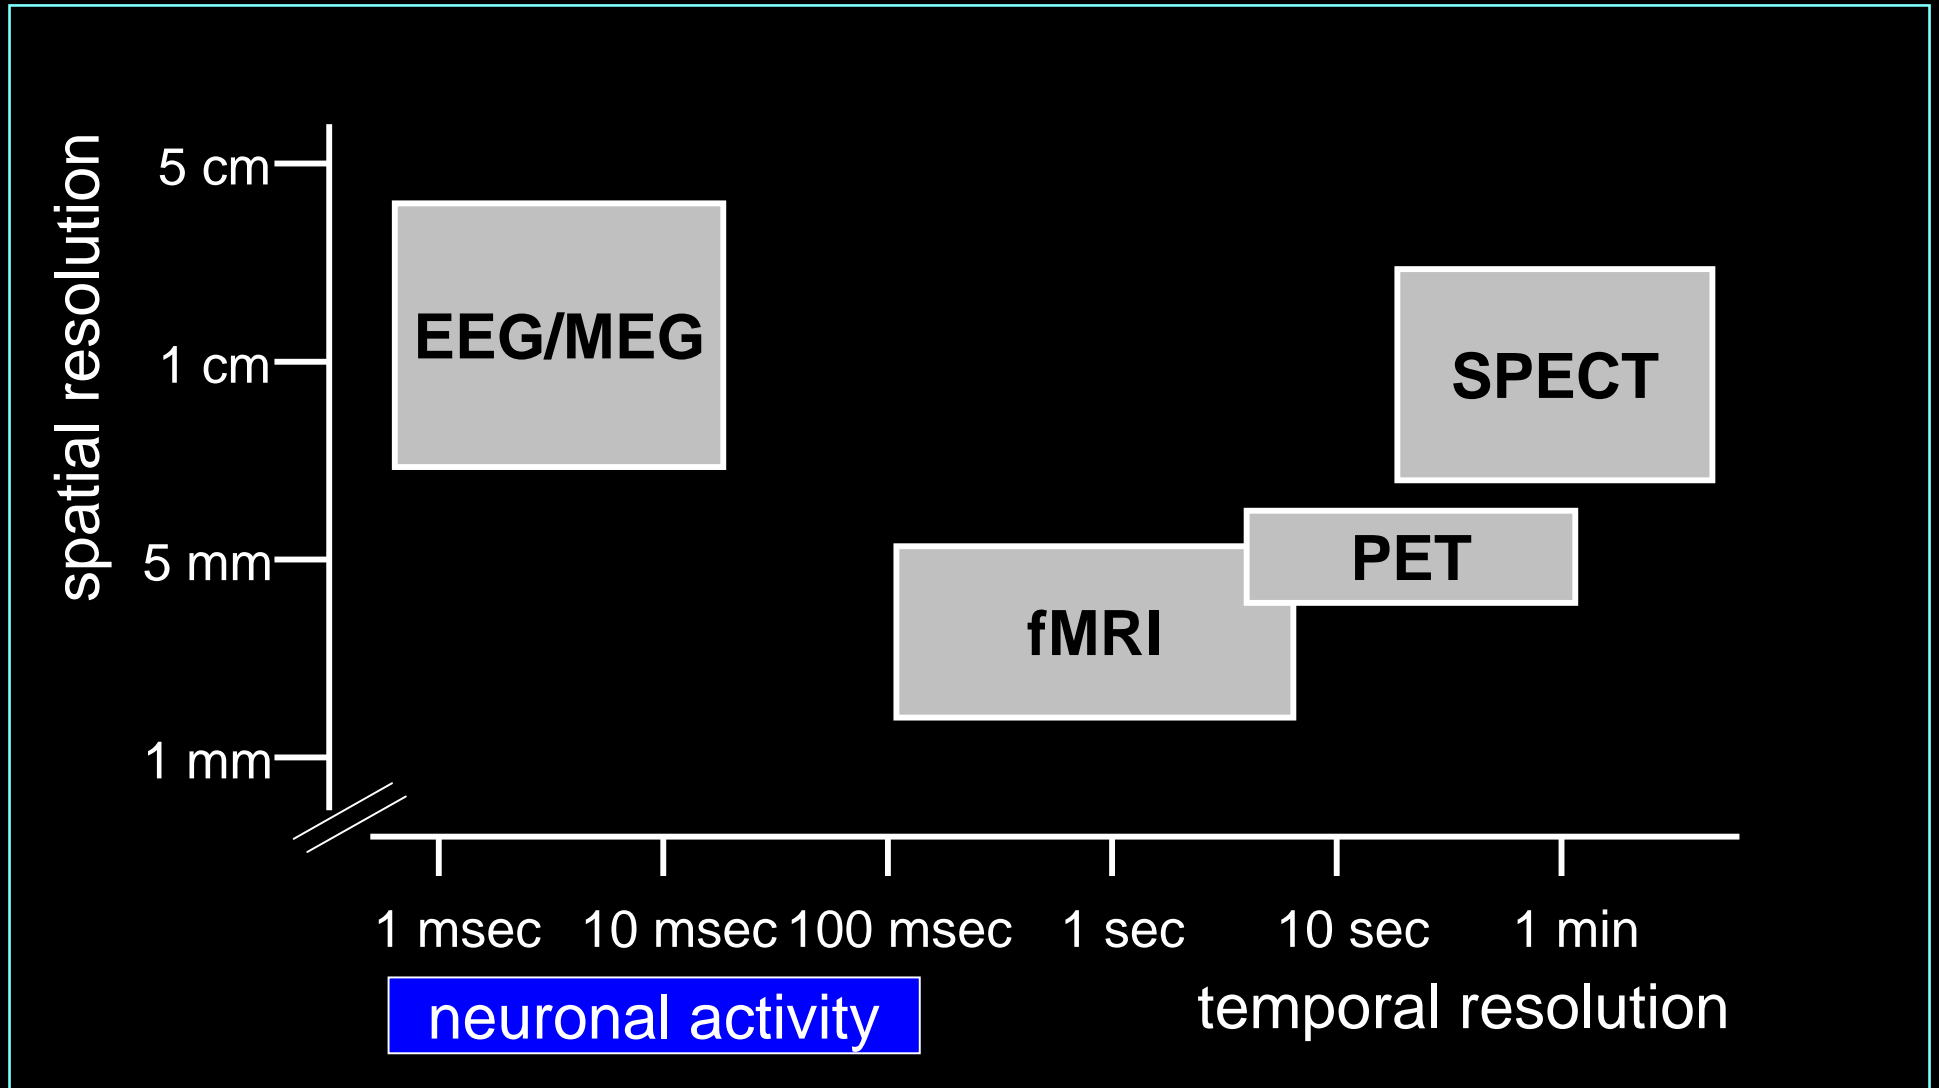 spatial resolution
5 cm
1 cm
5 mm
1 mm
EEG/MEG
SPECT
PET
fMRI
1 msec 10 msec 100 msec 1 sec 10 sec 1 min
neuronal activity
temporal resolution